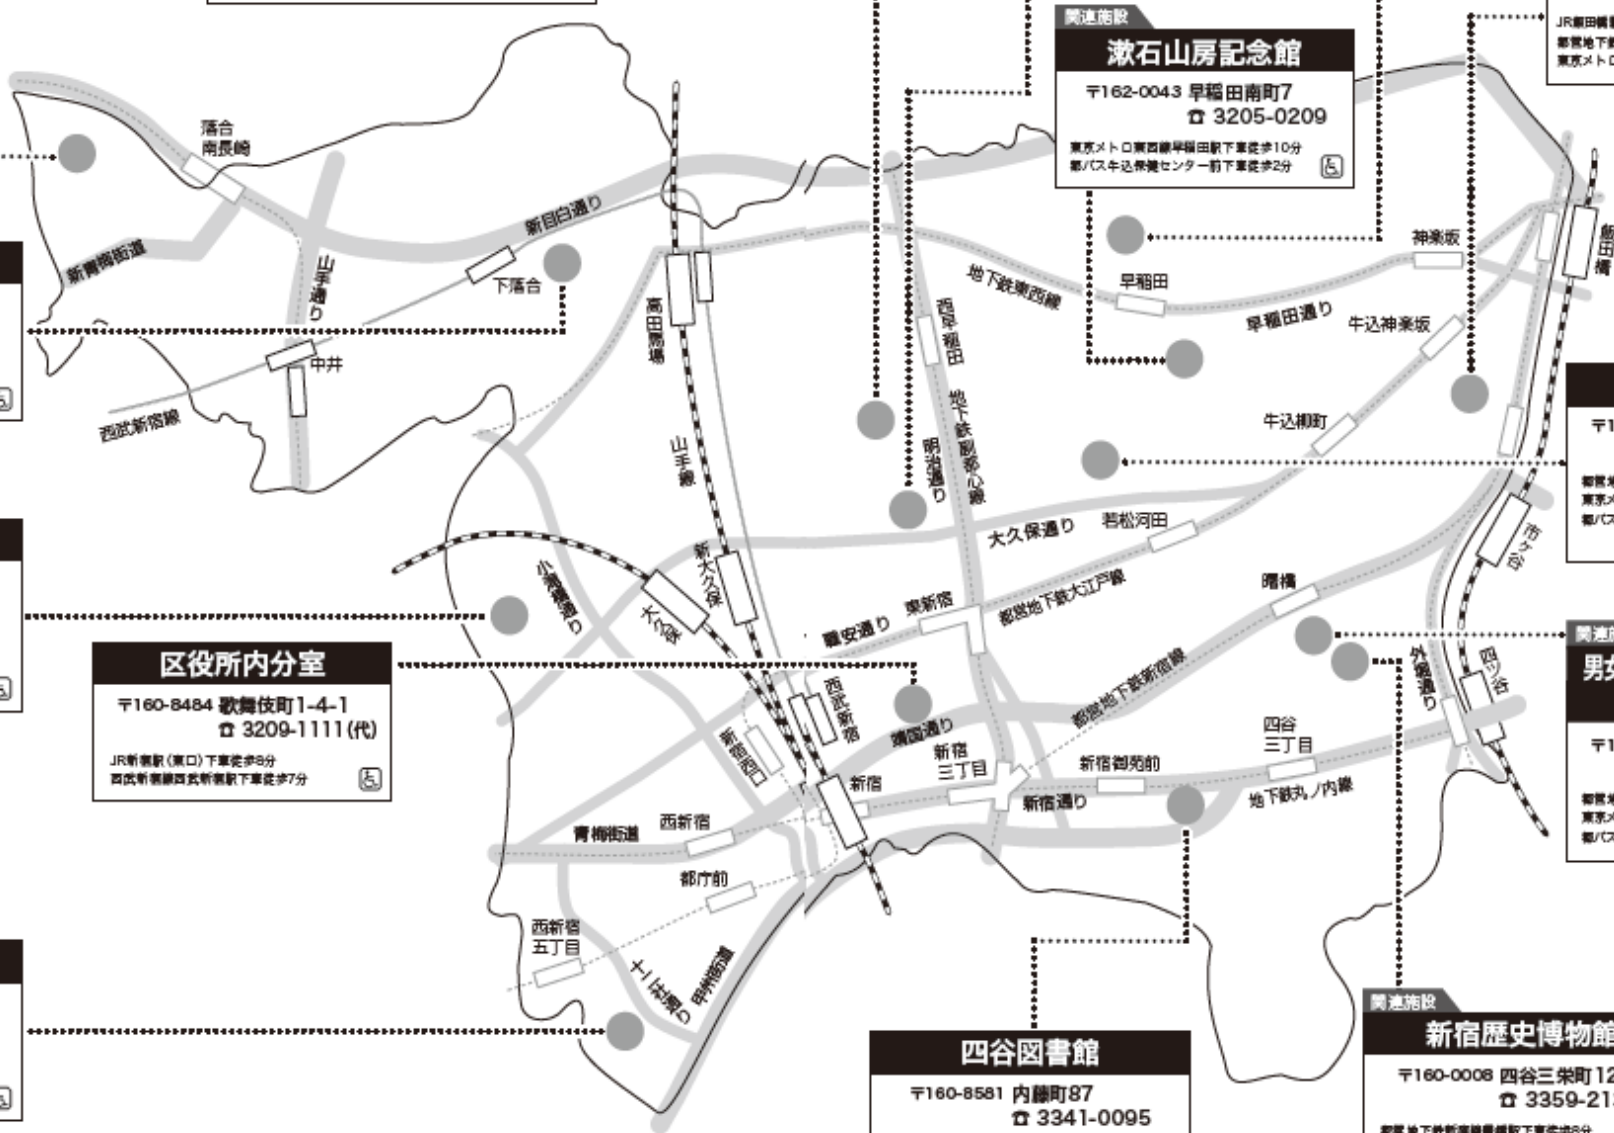 関連施設
漱石山房記念館
〒162-0043 早稲田南町7
☎ 3205-0209
東京メトロ東西線早稲田駅下車徒歩10分
都バス牛込保健センター前下車徒歩2分
落合
南長崎
新目白通り
新青梅街道
山手通り
下落合
中井
西武新宿線
高田馬場
山手線
地下鉄東西線
早稲田
早稲田通り
神楽坂
飯田橋
牛込神楽坂
西早稲田
地下鉄副都心線
明治通り
牛込柳町
大久保通り
若松河田
市ヶ谷
新大久保
大久保
小滝橋通り
東新宿
職安通り
都営地下鉄大江戸線
曙橋
都営地下鉄新宿線
外堀通り
四ツ谷
区役所内分室
〒160-8484 歌舞伎町1-4-1
☎ 3209-1111(代)
JR新宿駅(東口)下車徒歩8分
西武新宿線西武新宿駅下車徒歩7分
西武新宿
靖国通り
新宿西口
新宿
新宿
三丁目
新宿御苑前
四谷
三丁目
新宿通り
地下鉄丸ノ内線
青梅街道
西新宿
都庁前
西新宿
五丁目
十二社通り
甲州街道
四谷図書館
〒160-8581 内藤町87
☎ 3341-0095
関連施設
新宿歴史博物館
〒160-0008 四谷三栄町12
☎ 3359-21